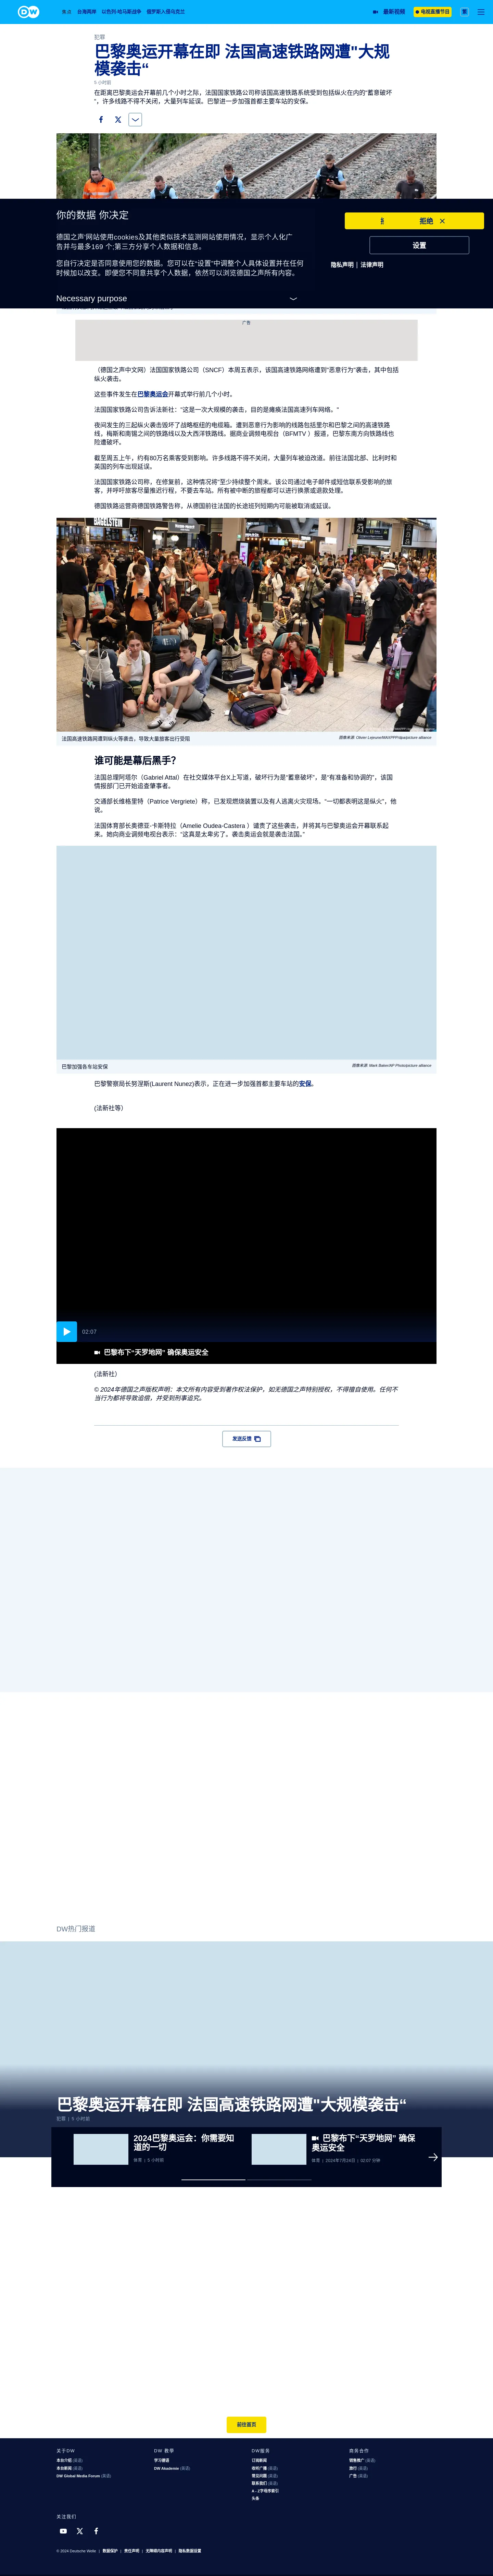 DW
焦点 台海两岸 以色列-哈马斯战争 俄罗斯入侵乌克兰
最新视频
电视直播节目
繁
犯罪
巴黎奥运开幕在即 法国高速铁路网遭"大规
模袭击“
5 小时前
在距离巴黎奥运会开幕前几个小时之际，法国国家铁路公司称该国高速铁路系统受到包括纵火在内的“蓄意破坏
”，许多线路不得不关闭，大量列车延误。巴黎进一步加强首都主要车站的安保。
你的数据 你决定
拒绝
德国之声‘网站使用cookies及其他类似技术监测网站使用情况，显示个人化广
告并与最多169 个;第三方分享个人数据和信息。
设置
您自行决定是否同意使用您的数据。您可以在“设置”中调整个人具体设置并在任何
时候加以改变。即便您不同意共享个人数据，依然可以浏览德国之声所有内容。
隐私声明 | 法律声明
Necessary purpose
广告
（德国之声中文网）法国国家铁路公司（SNCF）本周五表示，该国高速铁路网络遭到“恶意行为”袭击，其中包括
纵火袭击。
这些事件发生在巴黎奥运会开幕式举行前几个小时。
法国国家铁路公司告诉法新社：“这是一次大规模的袭击，目的是瘫痪法国高速列车网络。”
夜间发生的三起纵火袭击毁坏了战略枢纽的电缆箱。遭到恶意行为影响的线路包括里尔和巴黎之间的高速铁路
线，梅斯和南锡之间的铁路线以及大西洋铁路线。据商业调频电视台（BFMTV ）报道，巴黎东南方向铁路线也
险遭破坏。
截至周五上午，约有80万名乘客受到影响。许多线路不得不关闭，大量列车被迫改道。前往法国北部、比利时和
英国的列车出现延误。
法国国家铁路公司称，在修复前，这种情况将“至少持续整个周末。该公司通过电子邮件或短信联系受影响的旅
客，并呼吁旅客尽量推迟行程，不要去车站。所有被中断的旅程都可以进行换票或退款处理。
德国铁路运营商德国铁路警告称，从德国前往法国的长途班列短期内可能被取消或延误。
BAGELSTEIN
法国高速铁路网遭到纵火等袭击，导致大量旅客出行受阻
图像来源: Olivier Lejeune/MAXPPP/dpa/picture alliance
谁可能是幕后黑手？
法国总理阿塔尔（Gabriel Attal）在社交媒体平台X上写道，破坏行为是“蓄意破坏”，是“有准备和协调的”，该国
情报部门已开始追查肇事者。
交通部长维格里特（Patrice Vergriete）称，已发现燃烧装置以及有人逃离火灾现场。“一切都表明这是纵火”，他
说。
法国体育部长奥德亚-卡斯特拉（Amelie Oudea-Castera ）谴责了这些袭击，并将其与巴黎奥运会开幕联系起
来。她向商业调频电视台表示：“这真是太卑劣了。袭击奥运会就是袭击法国。”
巴黎加强各车站安保
图像来源: Mark Baker/AP Photo/picture alliance
巴黎警察局长努涅斯(Laurent Nunez)表示，正在进一步加强首都主要车站的安保。
(法新社等）
02:07
巴黎布下“天罗地网” 确保奥运安全
(法新社）
© 2024年德国之声版权声明：本文所有内容受到著作权法保护，如无德国之声特别授权，不得擅自使用。任何不
当行为都将导致追偿，并受到刑事追究。
发送反馈
DW热门报道
巴黎奥运开幕在即 法国高速铁路网遭"大规模袭击“
犯罪 | 5 小时前
2024巴黎奥运会：你需要知
道的一切
体育 | 5 小时前
巴黎布下“天罗地网” 确保
奥运安全
体育 | 2024年7月24日 | 02:07 分钟
前往首页
关于DW
本台介绍 (英语)
本台新闻 (英语)
DW Global Media Forum (英语)
DW 教学
学习德语
DW Akademie (英语)
DW服务
订阅新闻
收听广播 (英语)
常见问题 (英语)
联系我们 (英语)
A - Z字母序索引
头条
商务合作
销售推广 (英语)
旅行 (英语)
广告 (英语)
关注我们
© 2024 Deutsche Welle | 数据保护 | 责任声明 | 无障碍内容声明 | 隐私数据设置